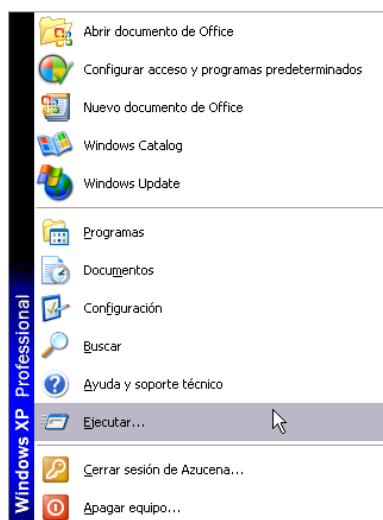 Abrir documento de Office
Configurar acceso y programas predeterminados
Nuevo documento de Office
Windows Catalog
Windows Update
Programas
Documentos
Configuración
Buscar
Ayuda y soporte técnico
Ejecutar...
Cerrar sesión de Azucena...
Apagar equipo...
Windows XP Professional